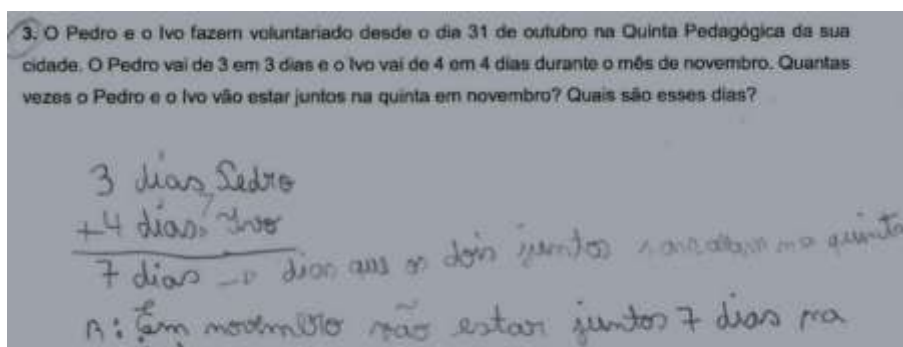 3. O Pedro e o Ivo fazem voluntariado desde o dia 31 de outubro na Quinta Pedagógica da sua
cidade. O Pedro vai de 3 em 3 dias e o Ivo vai de 4 em 4 dias durante o mês de novembro. Quantas
vezes o Pedro e o Ivo vão estar juntos na quinta em novembro? Quais são esses dias?
3 dias, Pedro
+4 dias, Ivo
7 dias → dias que os dois juntos na quinta
R: Em novembro vão estar juntos 7 dias na